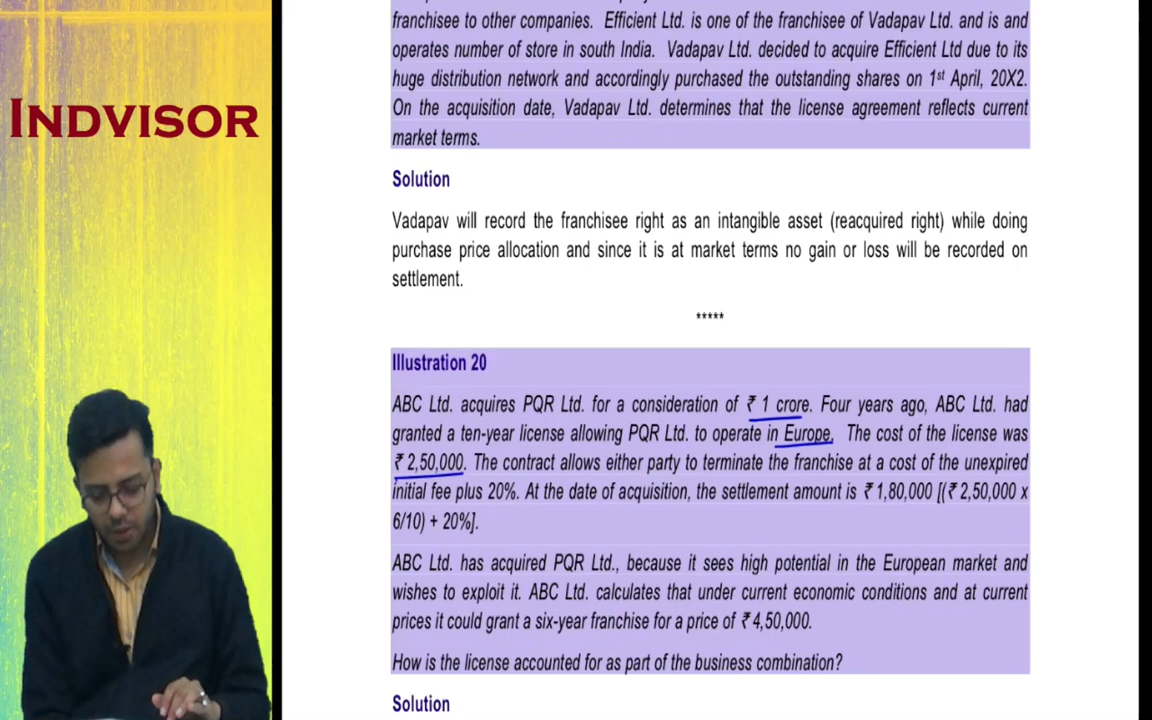 INDVISOR
franchisee to other companies. Efficient Ltd. is one of the franchisee of Vadapav Ltd. and is and
operates number of store in south India. Vadapav Ltd. decided to acquire Efficient Ltd due to its
huge distribution network and accordingly purchased the outstanding shares on 1st April, 20X2.
On the acquisition date, Vadapav Ltd. determines that the license agreement reflects current
market terms.
Solution
Vadapav will record the franchisee right as an intangible asset (reacquired right) while doing
purchase price allocation and since it is at market terms no gain or loss will be recorded on
settlement.
*****
Illustration 20
ABC Ltd. acquires PQR Ltd. for a consideration of ₹ 1 crore. Four years ago, ABC Ltd. had
granted a ten-year license allowing PQR Ltd. to operate in Europe. The cost of the license was
₹ 2,50,000. The contract allows either party to terminate the franchise at a cost of the unexpired
initial fee plus 20%. At the date of acquisition, the settlement amount is ₹ 1,80,000 [(₹ 2,50,000 x
6/10) + 20%].
ABC Ltd. has acquired PQR Ltd., because it sees high potential in the European market and
wishes to exploit it. ABC Ltd. calculates that under current economic conditions and at current
prices it could grant a six-year franchise for a price of ₹ 4,50,000.
How is the license accounted for as part of the business combination?
Solution